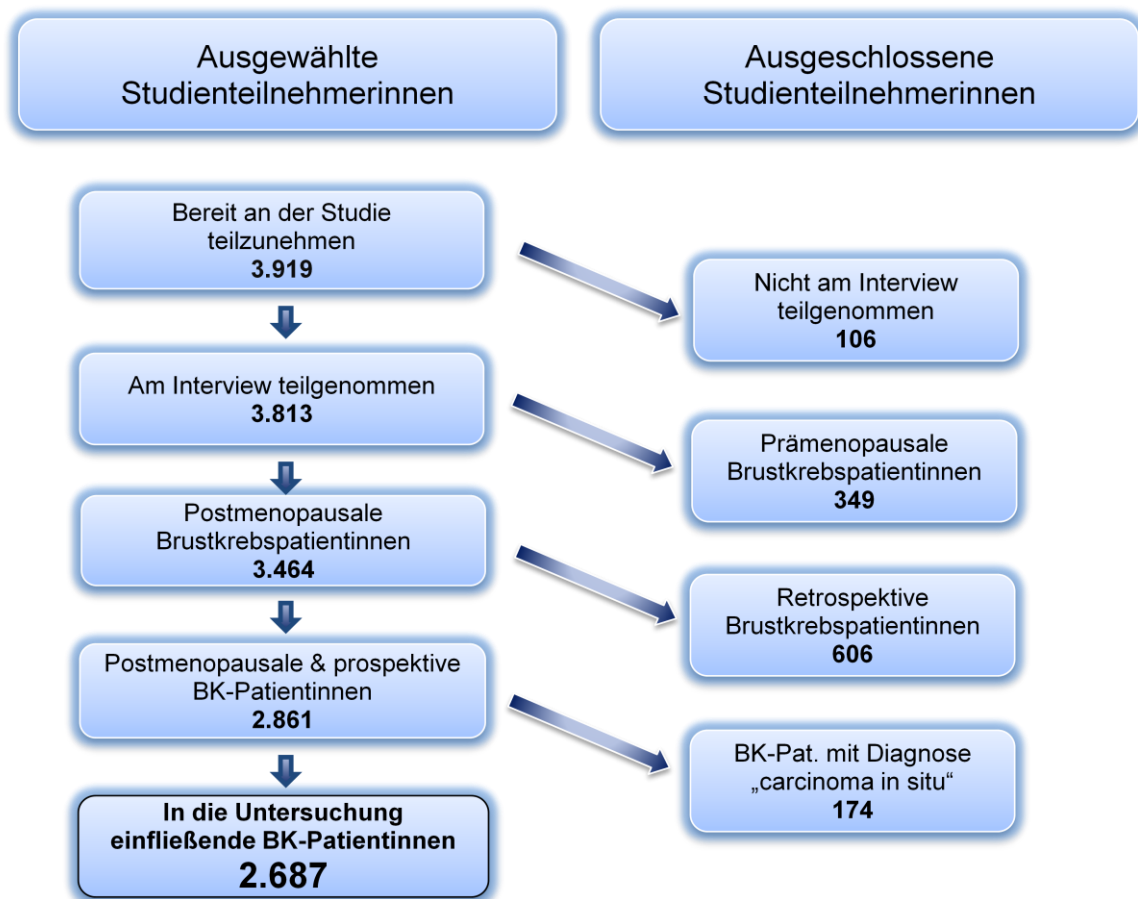 Ausgewählte
Studienteilnehmerinnen
Ausgeschlossene
Studienteilnehmerinnen
Bereit an der Studie
teilzunehmen
3.919
Nicht am Interview
teilgenommen
106
Am Interview teilgenommen
3.813
Prämenopausale
Brustkrebspatientinnen
349
Postmenopausale
Brustkrebspatientinnen
3.464
Retrospektive
Brustkrebspatientinnen
606
Postmenopausale & prospektive
BK-Patientinnen
2.861
BK-Pat. mit Diagnose
„carcinoma in situ“
174
In die Untersuchung
einfließende BK-Patientinnen
2.687